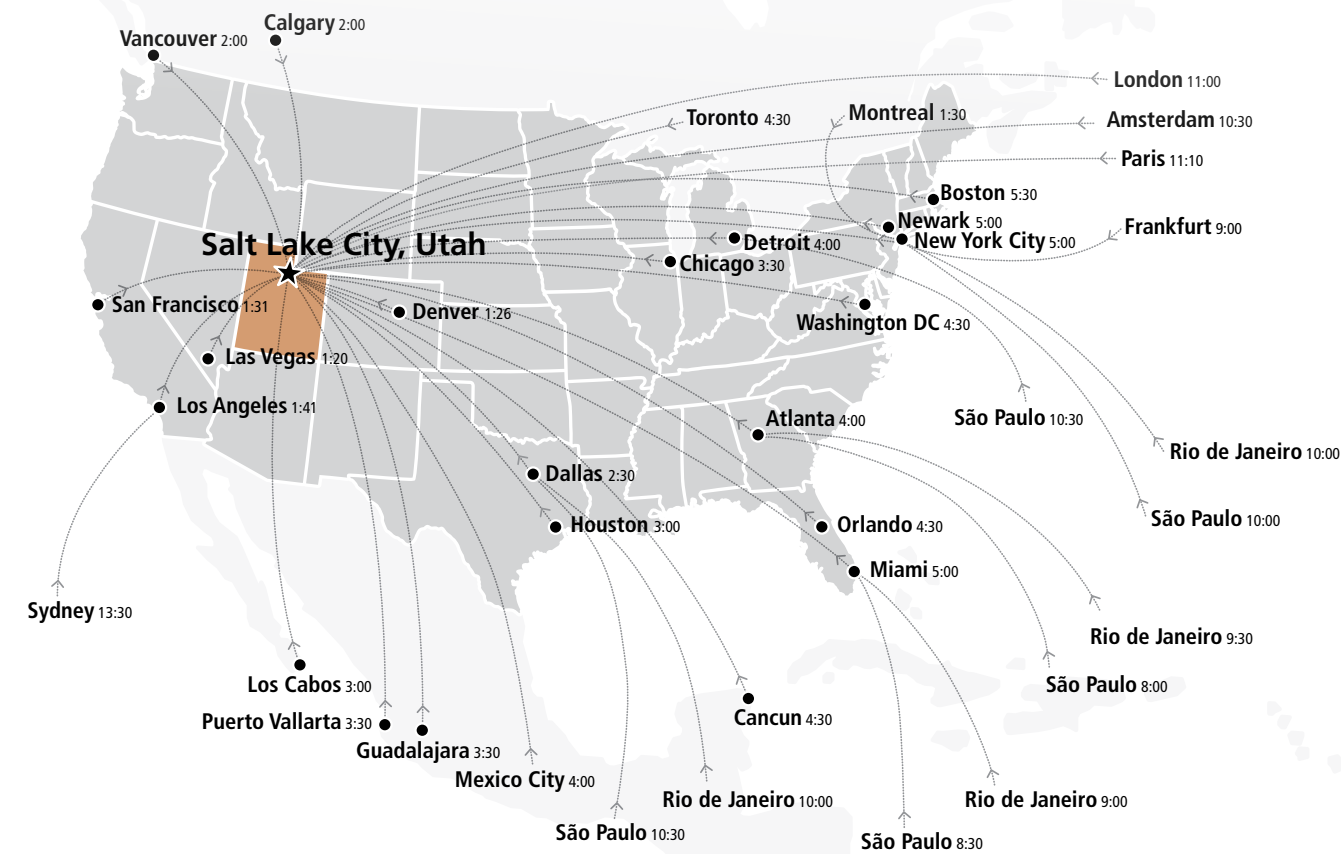 Calgary 2:00
Vancouver 2:00
London 11:00
Toronto 4:30
Montreal 1:30
Amsterdam 10:30
Paris 11:10
Boston 5:30
Newark 5:00
Frankfurt 9:00
New York City 5:00
Salt Lake City, Utah
Detroit 4:00
Chicago 3:30
San Francisco 1:31
Denver 1:26
Washington DC 4:30
Las Vegas 1:20
Los Angeles 1:41
Atlanta 4:00
São Paulo 10:30
Rio de Janeiro 10:00
Dallas 2:30
São Paulo 10:00
Houston 3:00
Orlando 4:30
Miami 5:00
Sydney 13:30
Rio de Janeiro 9:30
Los Cabos 3:00
São Paulo 8:00
Puerto Vallarta 3:30
Cancun 4:30
Guadalajara 3:30
Mexico City 4:00
Rio de Janeiro 10:00
Rio de Janeiro 9:00
São Paulo 10:30
São Paulo 8:30